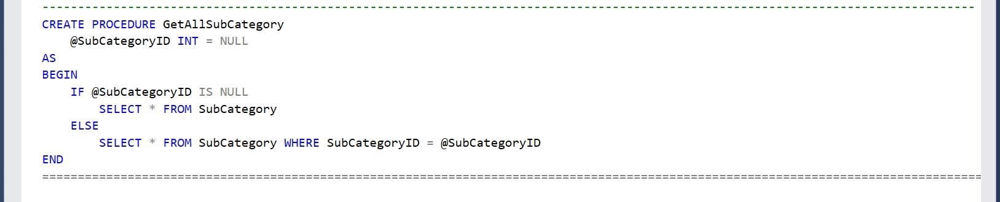 -----------------------------------------------------------------------------------------------------------------------------------
CREATE PROCEDURE GetAllSubCategory
    @SubCategoryID INT = NULL
AS
BEGIN
    IF @SubCategoryID IS NULL
        SELECT * FROM SubCategory
    ELSE
        SELECT * FROM SubCategory WHERE SubCategoryID = @SubCategoryID
END
====================================================================================================================================